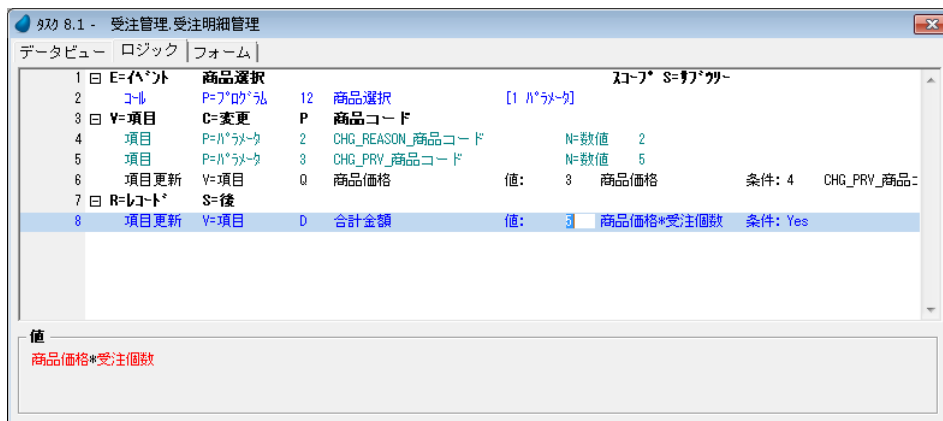 ﾀｽｸ 8.1 - 受注管理.受注明細管理
データビュー ロジック フォーム
1 E=ｲﾍﾞﾝﾄ 商品選択 ｽｺｰﾌﾟ S=ｻﾌﾞﾂﾘｰ
2 ｺｰﾙ P=ﾌﾟﾛｸﾞﾗﾑ 12 商品選択 [1 ﾊﾟﾗﾒｰﾀ]
3 V=項目 C=変更 P 商品コード
4 項目 P=ﾊﾟﾗﾒｰﾀ 2 CHG_REASON_商品コード N=数値 2
5 項目 P=ﾊﾟﾗﾒｰﾀ 3 CHG_PRV_商品コード N=数値 5
6 項目更新 V=項目 Q 商品価格 値: 3 商品価格 条件: 4 CHG_PRV_商品ｺ
7 R=ﾚｺｰﾄﾞ S=後
8 項目更新 V=項目 D 合計金額 値: 5 商品価格*受注個数 条件: Yes
値
商品価格*受注個数